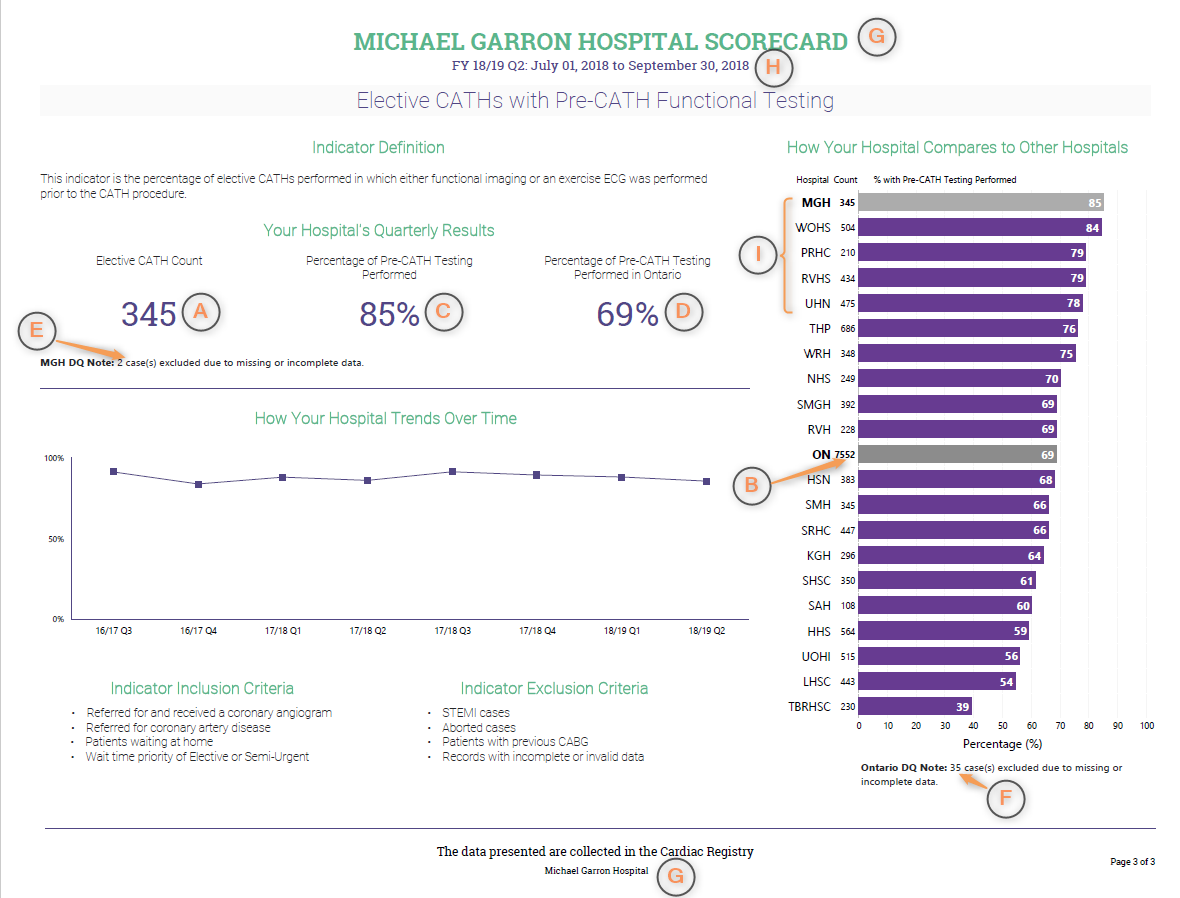 MICHAEL GARRON HOSPITAL SCORECARD
G
FY 18/19 Q2: July 01, 2018 to September 30, 2018
H
Elective CATHs with Pre-CATH Functional Testing
Indicator Definition
This indicator is the percentage of elective CATHs performed in which either functional imaging or an exercise ECG was performed
prior to the CATH procedure.
Your Hospital's Quarterly Results
Elective CATH Count
345
A
Percentage of Pre-CATH Testing
Performed
85%
C
Percentage of Pre-CATH Testing
Performed in Ontario
69%
D
E
MGH DQ Note: 2 case(s) excluded due to missing or incomplete data.
How Your Hospital Trends Over Time
100%
50%
0%
16/17 Q3 16/17 Q4 17/18 Q1 17/18 Q2 17/18 Q3 17/18 Q4 18/19 Q1 18/19 Q2
Indicator Inclusion Criteria
• Referred for and received a coronary angiogram
• Referred for coronary artery disease
• Patients waiting at home
• Wait time priority of Elective or Semi-Urgent
Indicator Exclusion Criteria
• STEMI cases
• Aborted cases
• Patients with previous CABG
• Records with incomplete or invalid data
How Your Hospital Compares to Other Hospitals
Hospital Count % with Pre-CATH Testing Performed
MGH 345 85
WOHS 504 84
I
PRHC 210 79
RVHS 434 79
UHN 475 78
THP 686 76
WRH 348 75
NHS 249 70
SMGH 392 69
RVH 228 69
ON 7552 69
B
HSN 383 68
SMH 345 66
SRHC 447 66
KGH 296 64
SHSC 350 61
SAH 108 60
HHS 564 59
UOHI 515 56
LHSC 443 54
TBRHSC 230 39
0 10 20 30 40 50 60 70 80 90 100
Percentage (%)
Ontario DQ Note: 35 case(s) excluded due to missing or
incomplete data.
F
The data presented are collected in the Cardiac Registry
Michael Garron Hospital
G
Page 3 of 3